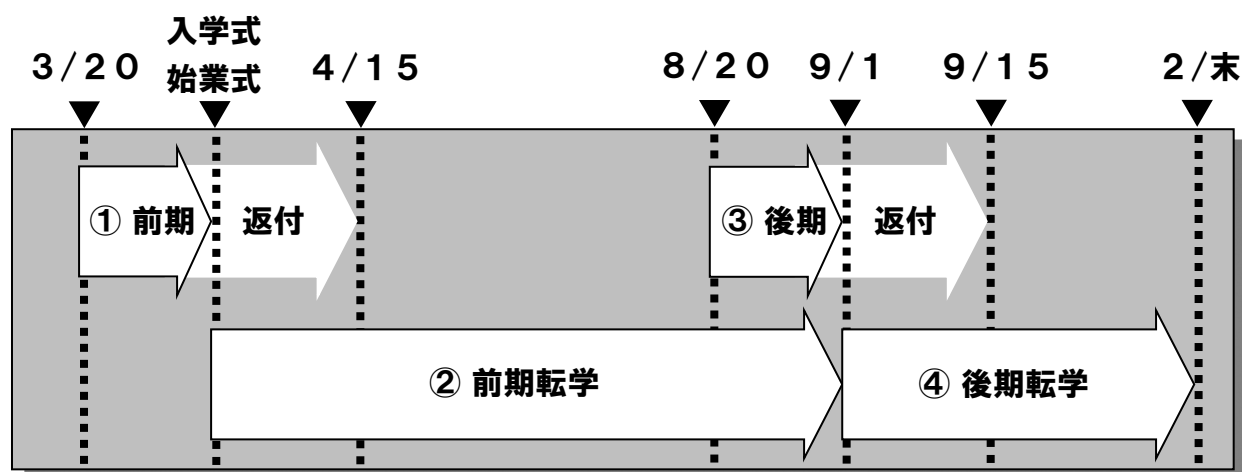 入学式
始業式
3/20
4/15
8/20
9/1
9/15
2/末
① 前期
返付
③ 後期
返付
② 前期転学
④ 後期転学